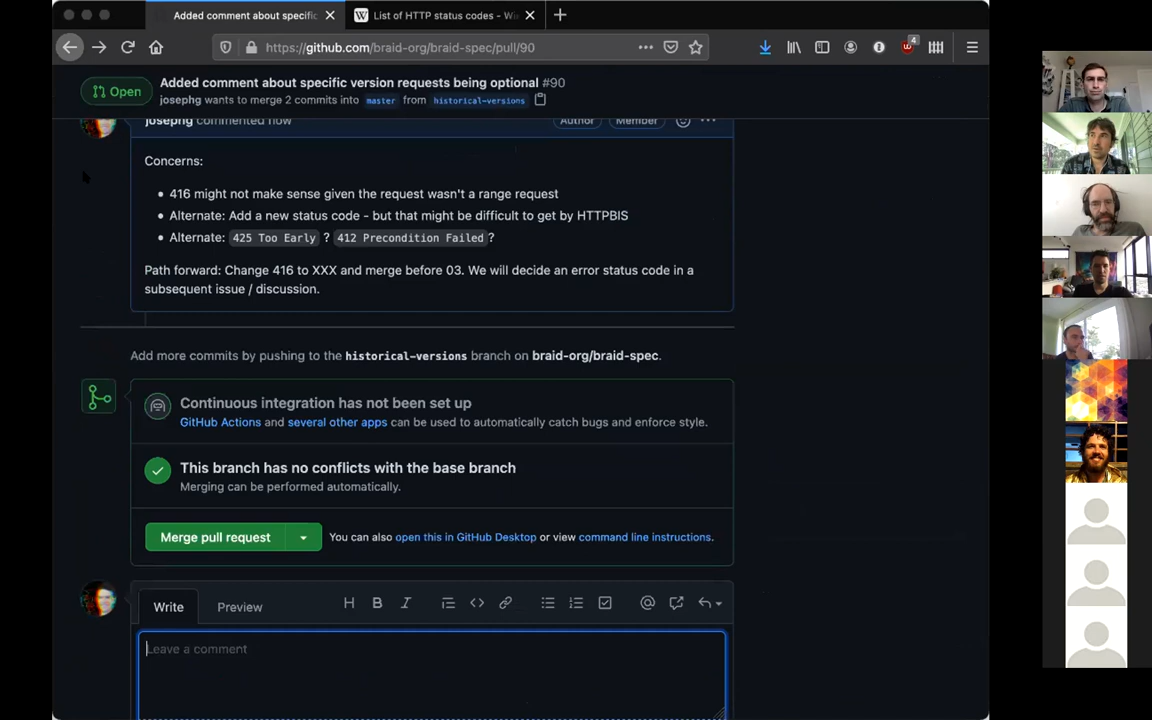 Added comment about specific
List of HTTP status codes - Wi
https://github.com/braid-org/braid-spec/pull/90
4
Open
Added comment about specific version requests being optional #90
josephg wants to merge 2 commits into master from historical-versions
josephg commented now
Author
Member
Concerns:
416 might not make sense given the request wasn't a range request
Alternate: Add a new status code - but that might be difficult to get by HTTPBIS
Alternate: 425 Too Early ? 412 Precondition Failed ?
Path forward: Change 416 to XXX and merge before 03. We will decide an error status code in a
subsequent issue / discussion.
Add more commits by pushing to the historical-versions branch on braid-org/braid-spec.
Continuous integration has not been set up
GitHub Actions and several other apps can be used to automatically catch bugs and enforce style.
This branch has no conflicts with the base branch
Merging can be performed automatically.
Merge pull request
You can also open this in GitHub Desktop or view command line instructions.
Write
Preview
Leave a comment